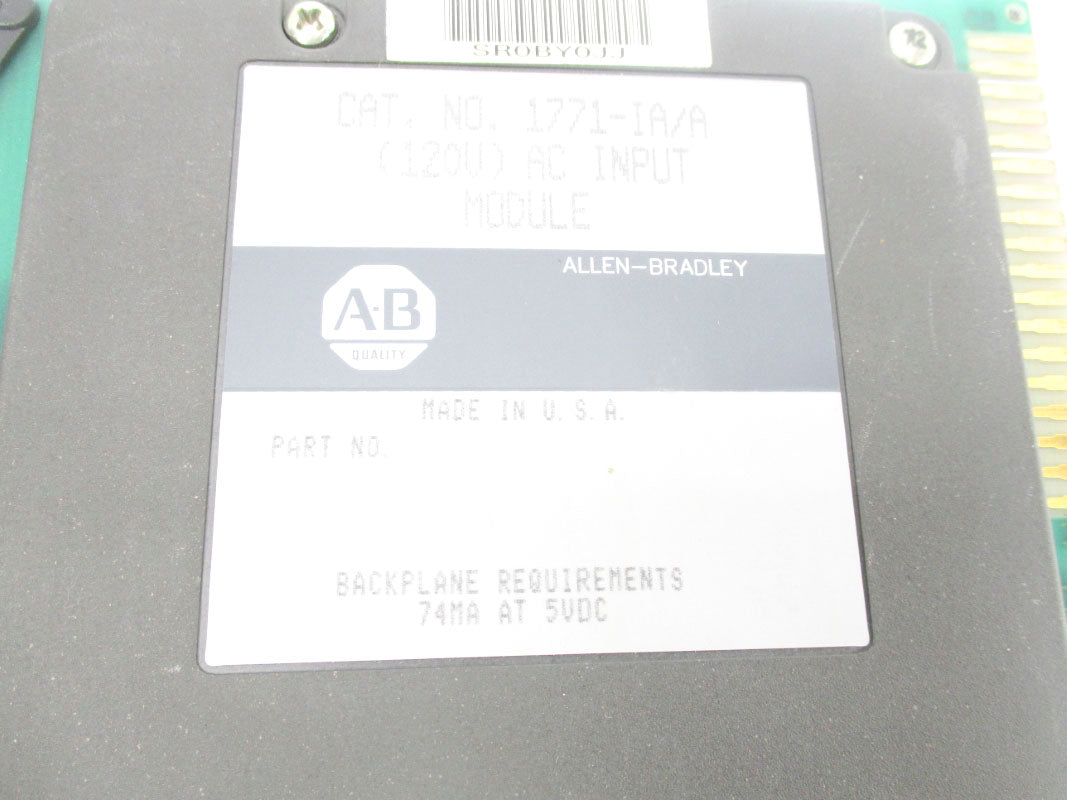 SR0BY0JJ
CAT. NO. 1771-IA/A
(120V) AC INPUT
MODULE
ALLEN-BRADLEY
A·B
QUALITY
MADE IN U.S.A.
PART NO.
BACKPLANE REQUIREMENTS
74MA AT 5VDC